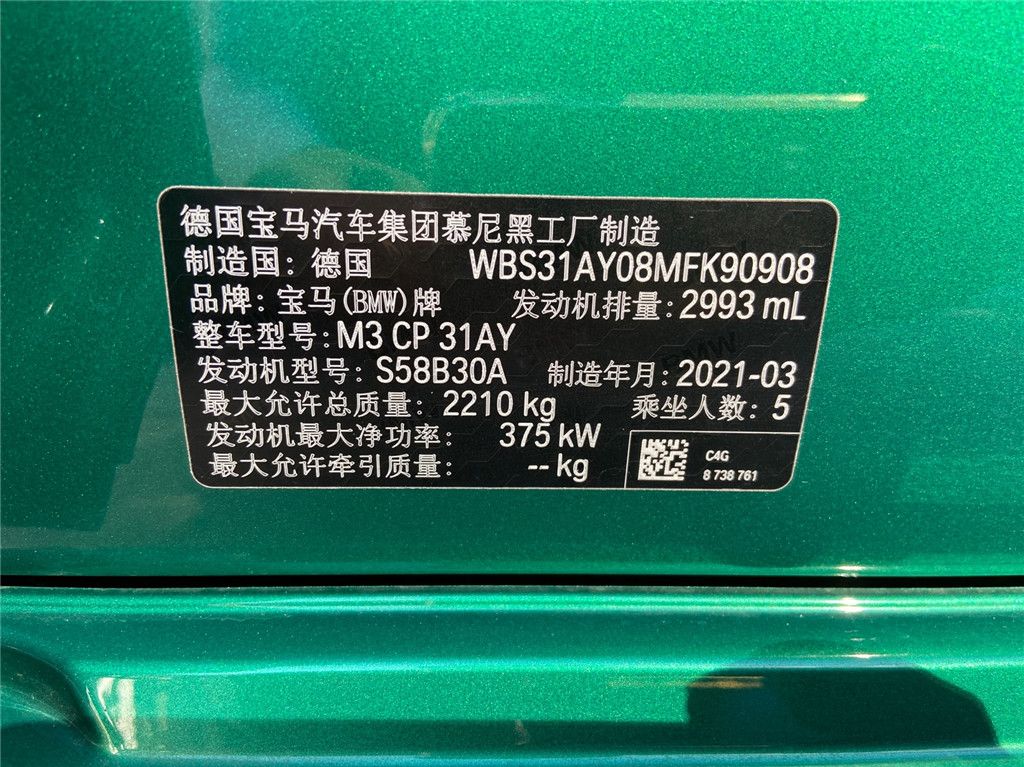 德国宝马汽车集团慕尼黑工厂制造
制造国：德国 WBS31AY08MFK90908
品牌：宝马(BMW)牌 发动机排量：2993 mL
整车型号：M3 CP 31AY
发动机型号：S58B30A 制造年月：2021-03
最大允许总质量：2210 kg 乘坐人数：5
发动机最大净功率：375 kW
最大允许牵引质量：-- kg
C4G
8 738 761